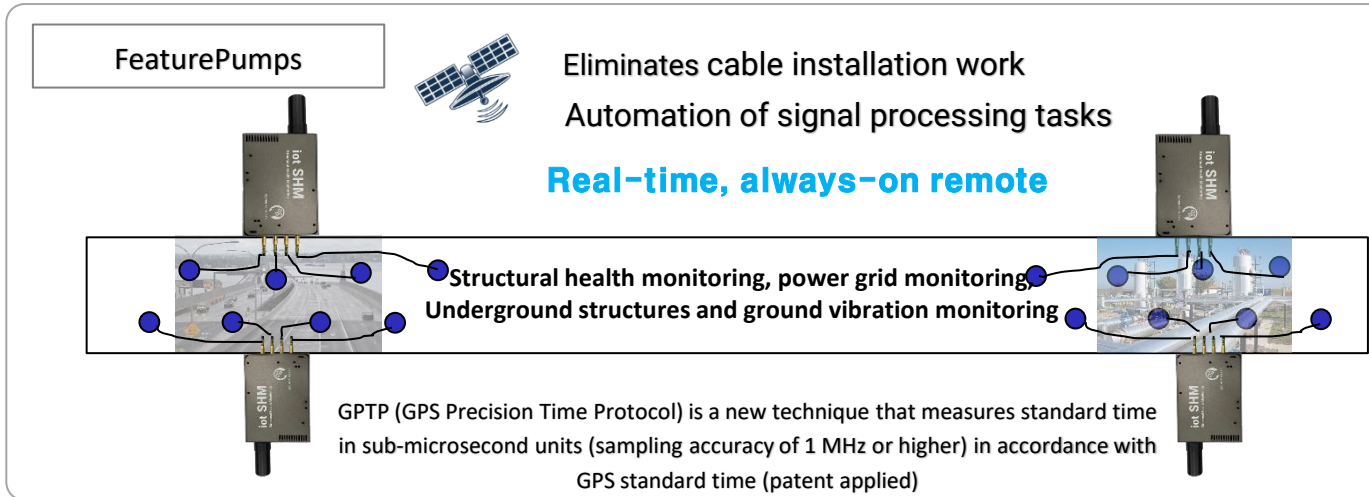 FeaturePumps
Eliminates cable installation work
Automation of signal processing tasks
Real-time, always-on remote
iot SHM
iot SHM
Structural health monitoring, power grid monitoring,
Underground structures and ground vibration monitoring
iot SHM
iot SHM
GPTP (GPS Precision Time Protocol) is a new technique that measures standard time
in sub-microsecond units (sampling accuracy of 1 MHz or higher) in accordance with
GPS standard time (patent applied)